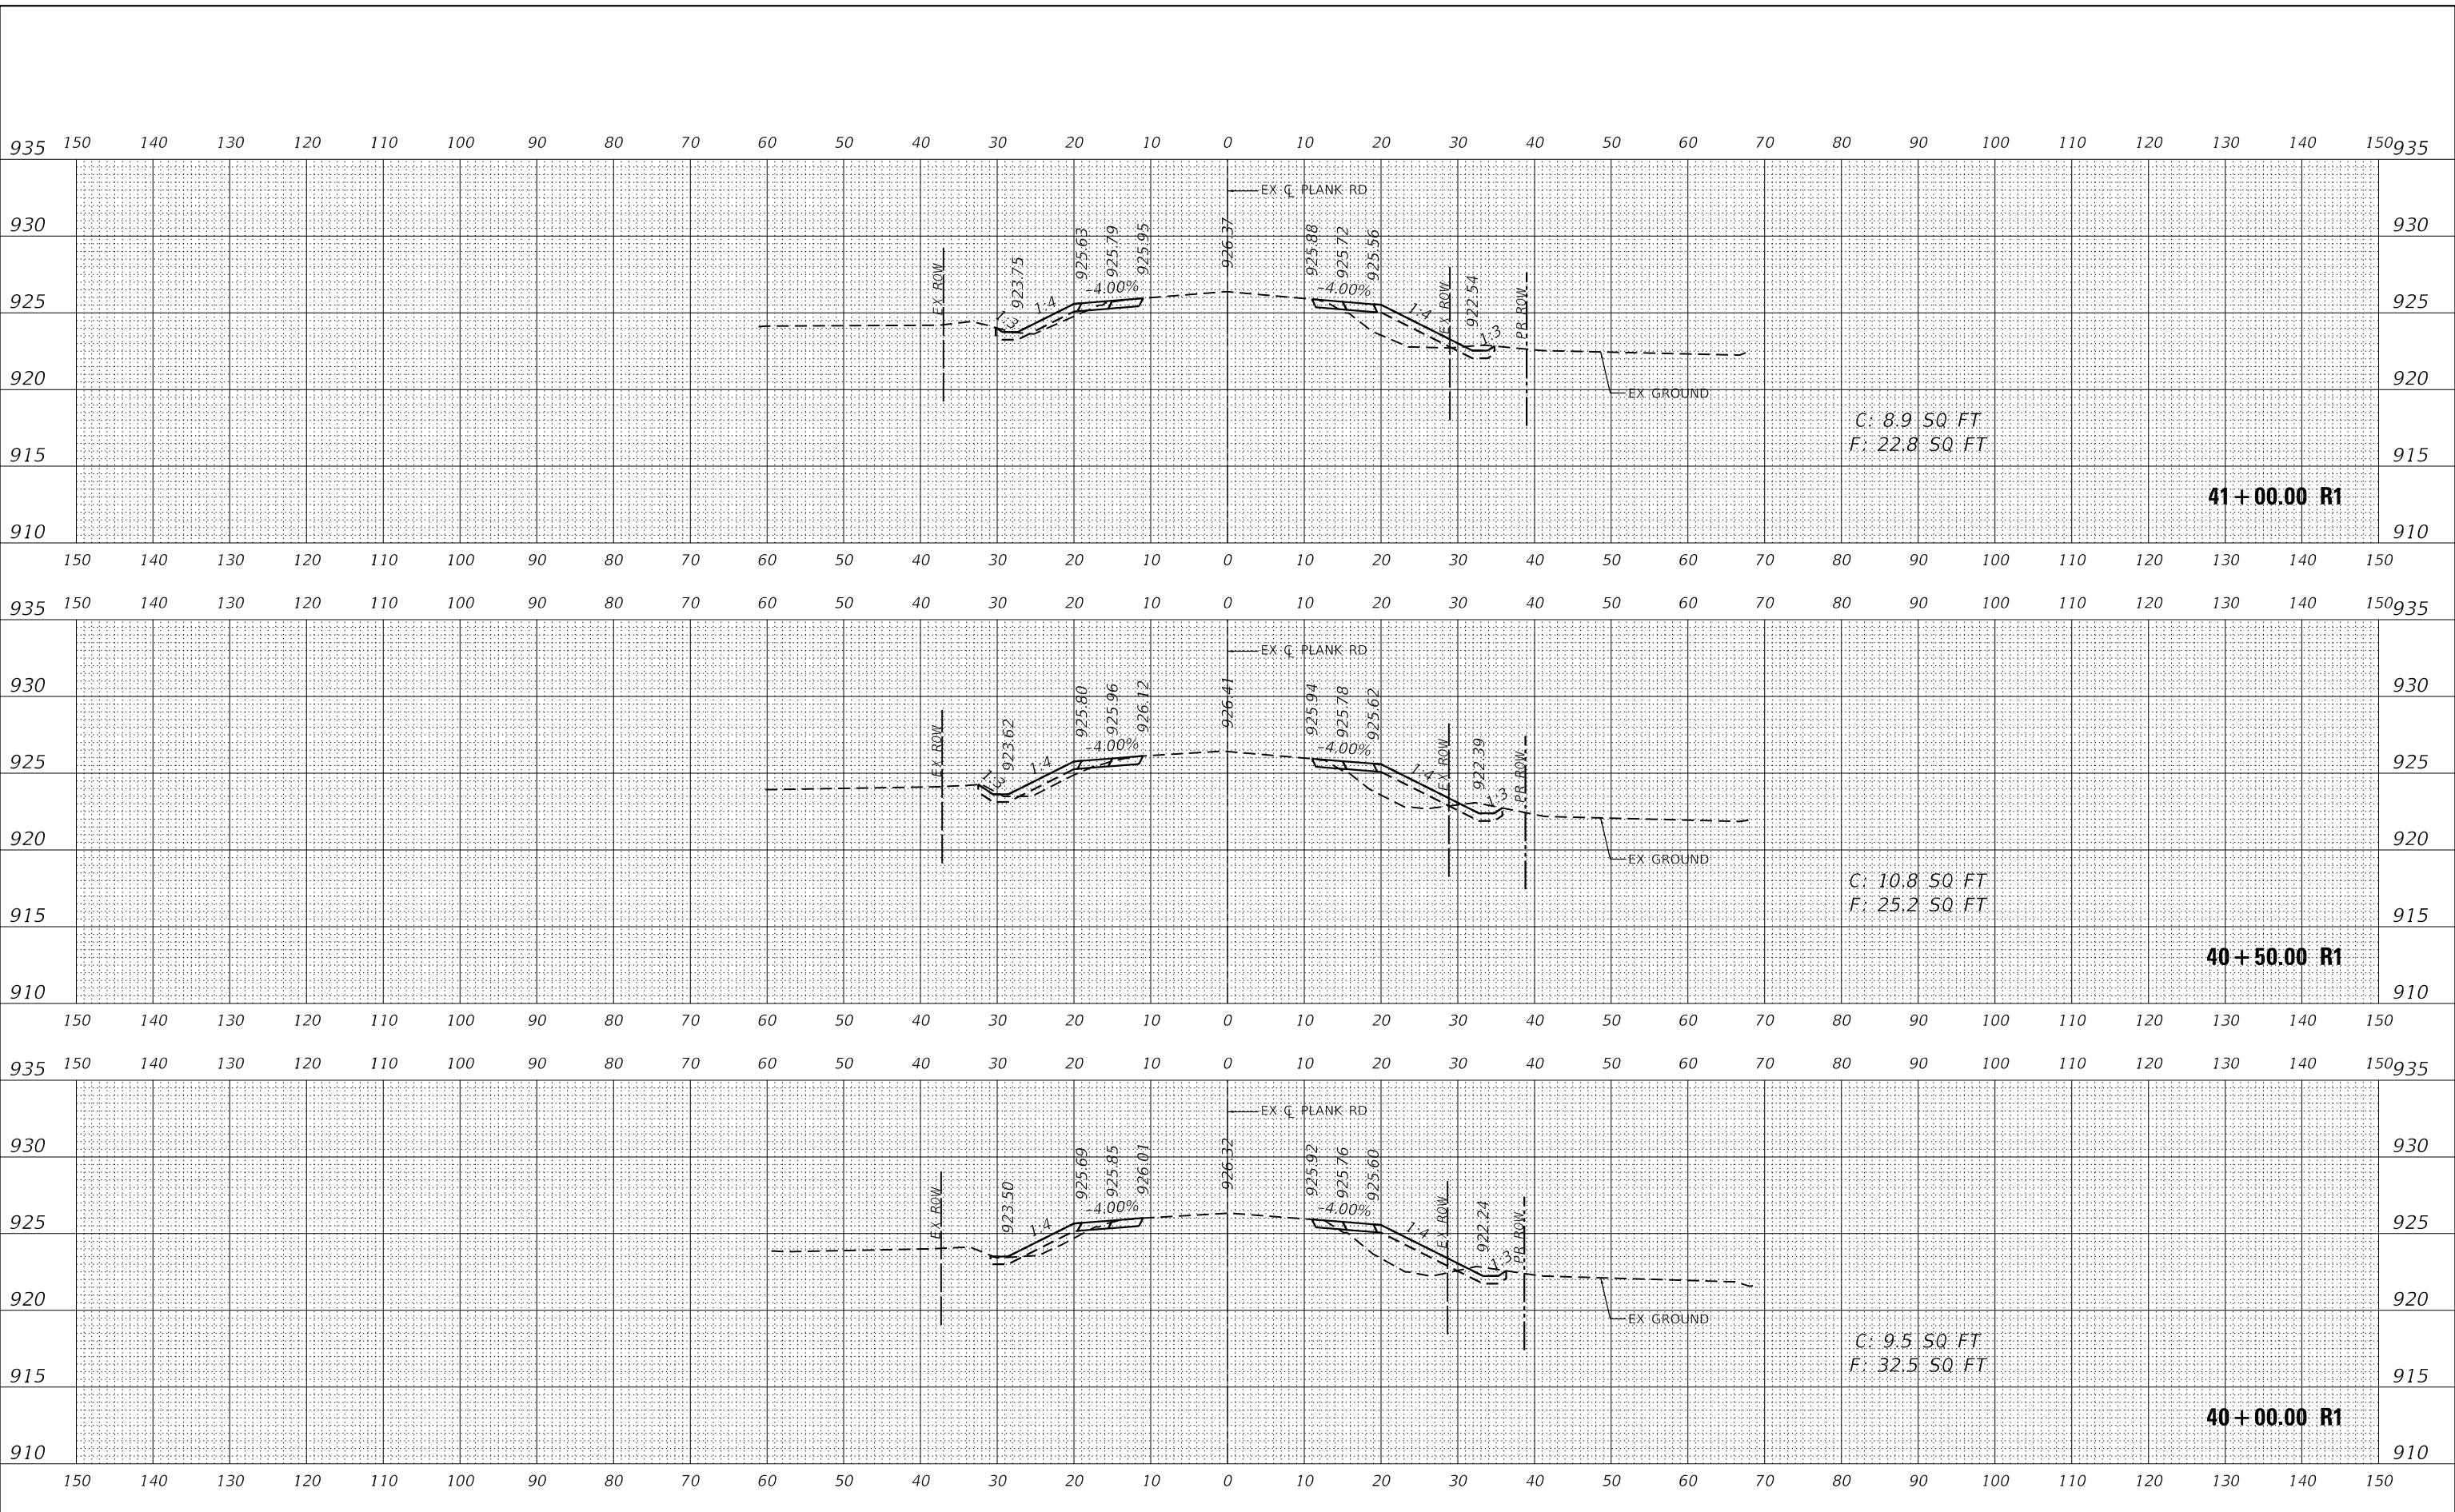 935 150 140 130 120 110 100 90 80 70 60 50 40 30 20 10 0 10 20 30 40 50 60 70 80 90 100 110 120 130 140 150 935
EX ℄ PLANK RD
930 930
EX ROW 923.75 925.63 925.79 925.95 926.37 925.88 925.72 925.56 EX ROW 922.54 PR ROW
1:3 1:4 -4.00% -4.00% 1:4 1:3
925 925
920 920
EX GROUND
C: 8.9 SQ FT
F: 22.8 SQ FT
915 915
41+00.00 R1
910 910
150 140 130 120 110 100 90 80 70 60 50 40 30 20 10 0 10 20 30 40 50 60 70 80 90 100 110 120 130 140 150
935 150 140 130 120 110 100 90 80 70 60 50 40 30 20 10 0 10 20 30 40 50 60 70 80 90 100 110 120 130 140 150 935
EX ℄ PLANK RD
930 930
EX ROW 923.62 925.80 925.96 926.12 926.41 925.94 925.78 925.62 EX ROW 922.39 PR ROW
1:3 1:4 -4.00% -4.00% 1:4 1:3
925 925
920 920
EX GROUND
C: 10.8 SQ FT
F: 25.2 SQ FT
915 915
40+50.00 R1
910 910
150 140 130 120 110 100 90 80 70 60 50 40 30 20 10 0 10 20 30 40 50 60 70 80 90 100 110 120 130 140 150
935 150 140 130 120 110 100 90 80 70 60 50 40 30 20 10 0 10 20 30 40 50 60 70 80 90 100 110 120 130 140 150 935
EX ℄ PLANK RD
930 930
EX ROW 923.50 925.69 925.85 926.01 926.32 925.92 925.76 925.60 EX ROW 922.24 PR ROW
1:4 -4.00% -4.00% 1:4 1:3
925 925
920 920
EX GROUND
C: 9.5 SQ FT
F: 32.5 SQ FT
915 915
40+00.00 R1
910 910
150 140 130 120 110 100 90 80 70 60 50 40 30 20 10 0 10 20 30 40 50 60 70 80 90 100 110 120 130 140 150